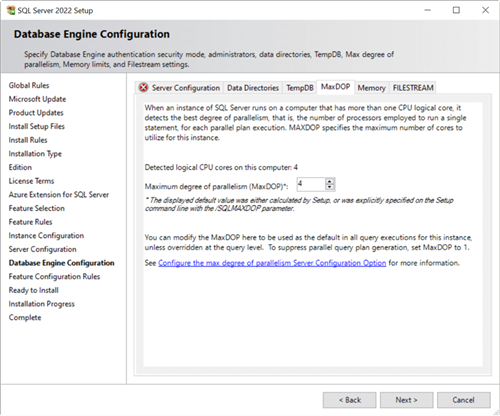 SQL Server 2022 Setup
Database Engine Configuration
Specify Database Engine authentication security mode, administrators, data directories, TempDB, Max degree of
parallelism, Memory limits, and Filestream settings.
Global Rules
Microsoft Update
Product Updates
Install Setup Files
Install Rules
Installation Type
Edition
License Terms
Azure Extension for SQL Server
Feature Selection
Feature Rules
Instance Configuration
Server Configuration
Database Engine Configuration
Feature Configuration Rules
Ready to Install
Installation Progress
Complete
Server Configuration Data Directories TempDB MaxDOP Memory FILESTREAM
When an instance of SQL Server runs on a computer that has more than one CPU logical core, it
detects the best degree of parallelism, that is, the number of processors employed to run a single
statement, for each parallel plan execution. MAXDOP specifies the maximum number of cores to
utilize for this instance.
Detected logical CPU cores on this computer: 4
Maximum degree of parallelism (MaxDOP)*: 4
* The displayed default value was either calculated by Setup, or was explicitly specified on the Setup
command line with the /SQLMAXDOP parameter.
You can modify the MaxDOP here to be used as the default in all query executions for this instance,
unless overridden at the query level. To suppress parallel query plan generation, set MaxDOP to 1.
See Configure the max degree of parallelism Server Configuration Option for more information.
< Back Next > Cancel